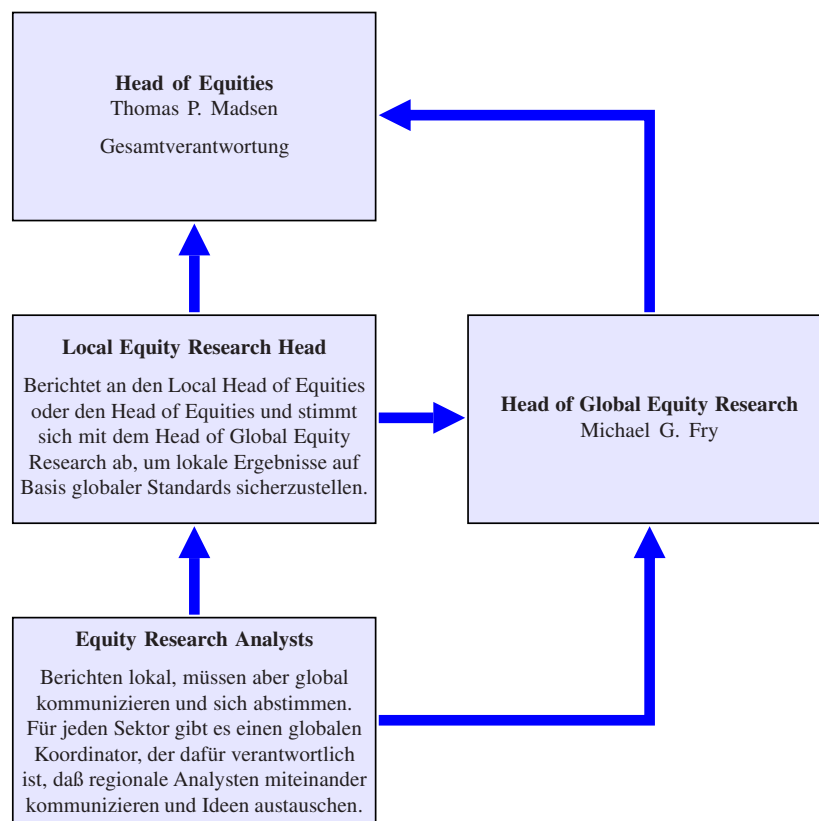 Head of Equities
Thomas P. Madsen
Gesamtverantwortung
Local Equity Research Head
Berichtet an den Local Head of Equities
oder den Head of Equities und stimmt
sich mit dem Head of Global Equity
Research ab, um lokale Ergebnisse auf
Basis globaler Standards sicherzustellen.
Head of Global Equity Research
Michael G. Fry
Equity Research Analysts
Berichten lokal, müssen aber global
kommunizieren und sich abstimmen.
Für jeden Sektor gibt es einen globalen
Koordinator, der dafür verantwortlich
ist, daß regionale Analysten miteinander
kommunizieren und Ideen austauschen.